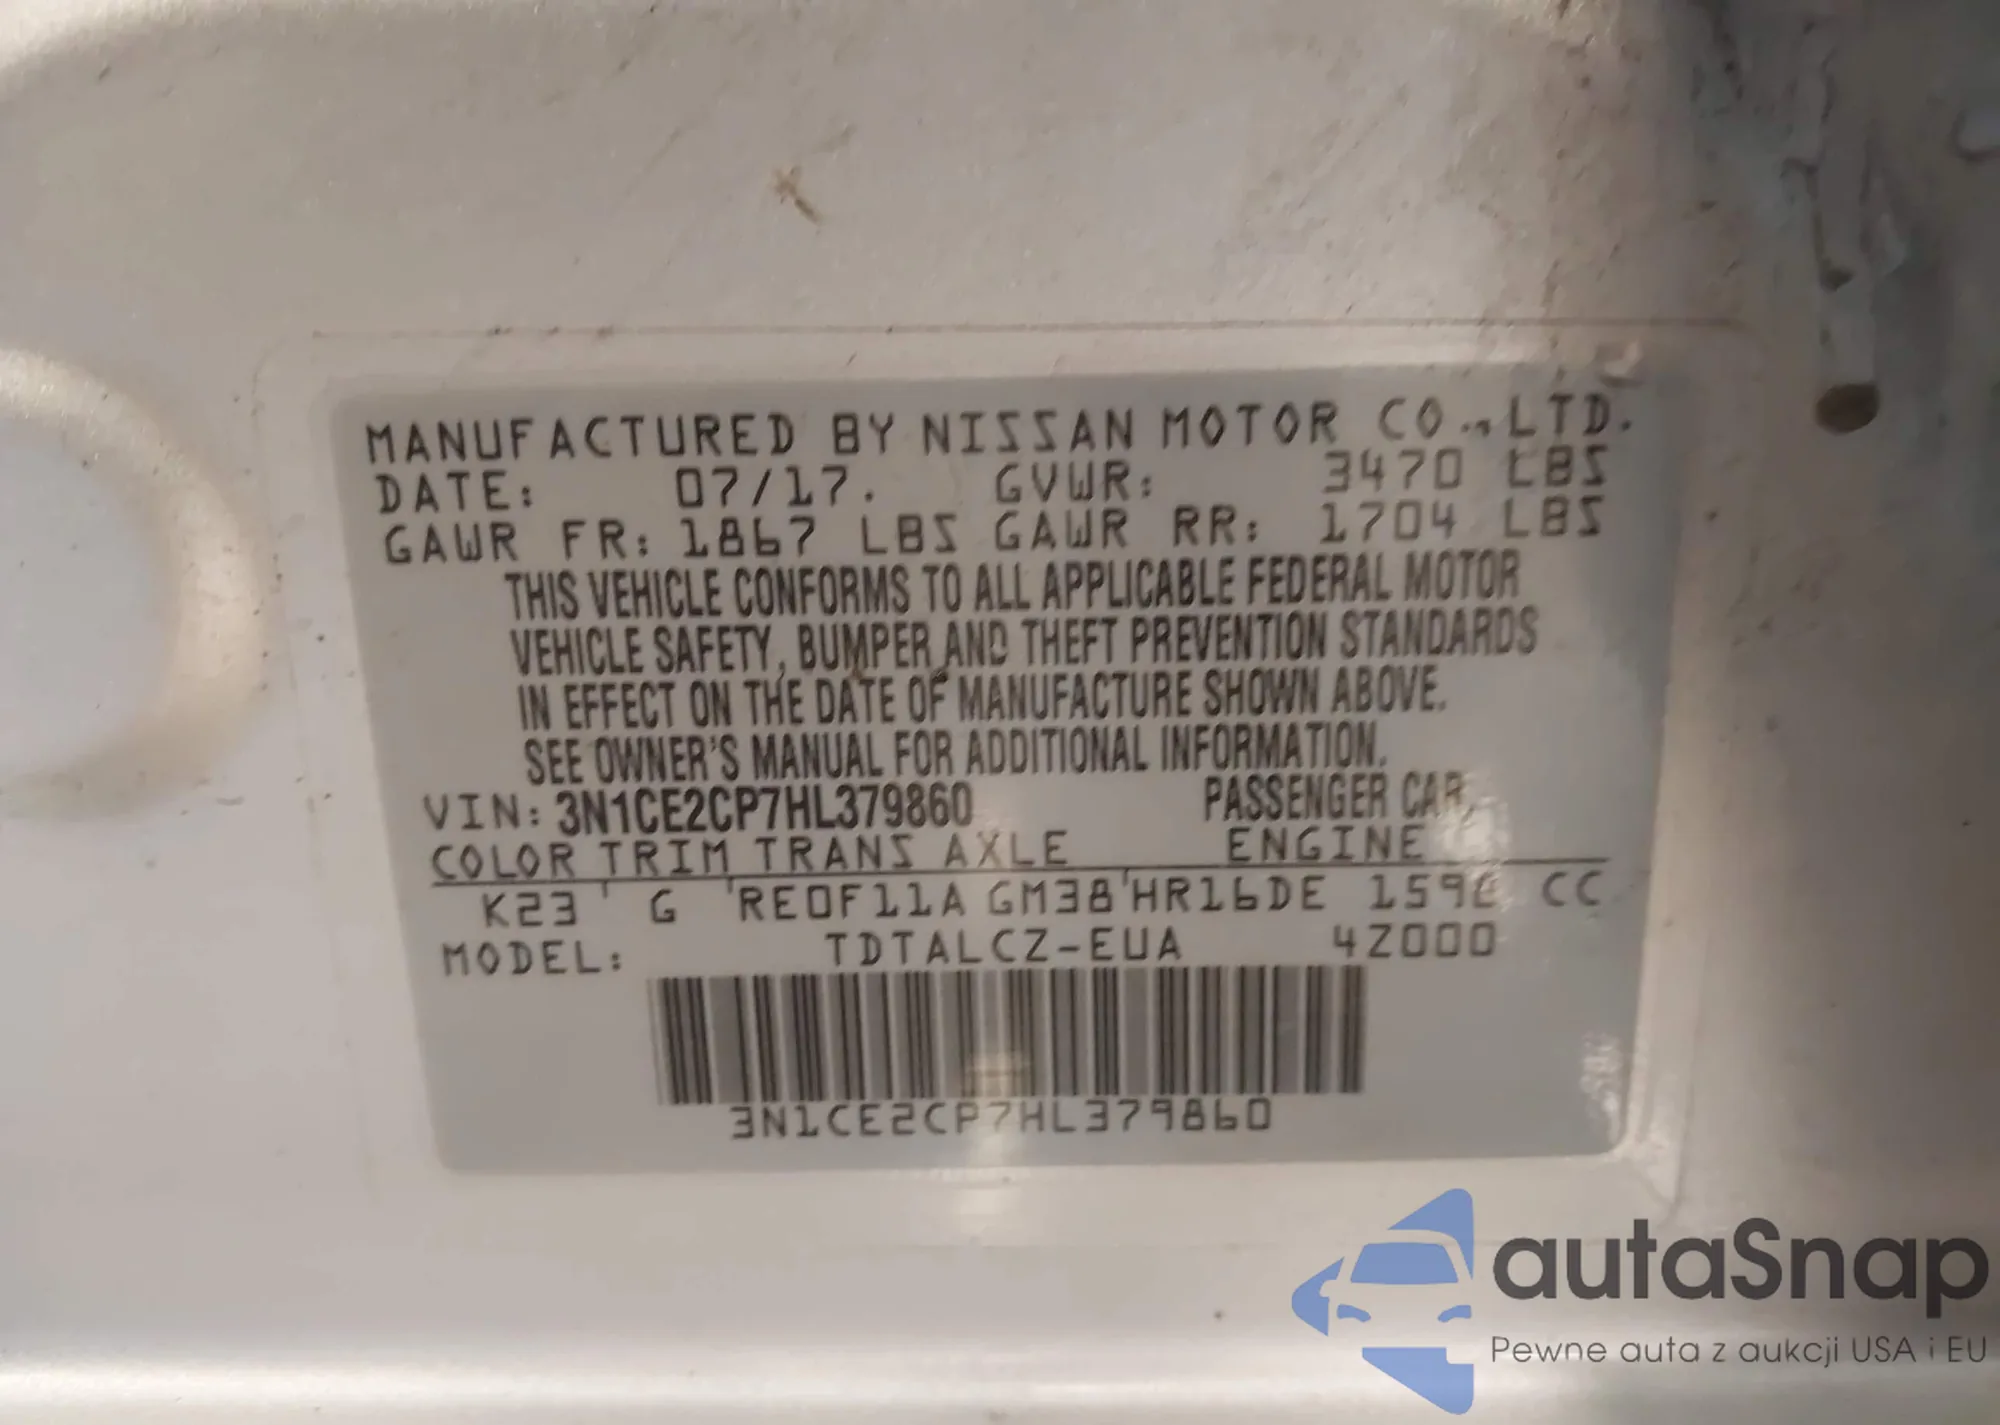 MANUFACTURED BY NISSAN MOTOR CO., LTD.
DATE: 07/17. GVWR: 3470 LBS
GAWR FR: 1867 LBS GAWR RR: 1704 LBS
THIS VEHICLE CONFORMS TO ALL APPLICABLE FEDERAL MOTOR
VEHICLE SAFETY, BUMPER AND THEFT PREVENTION STANDARDS
IN EFFECT ON THE DATE OF MANUFACTURE SHOWN ABOVE.
SEE OWNER'S MANUAL FOR ADDITIONAL INFORMATION.
VIN: 3N1CE2CP7HL379860 PASSENGER CAR
COLOR TRIM TRANS AXLE ENGINE
K23 G RE0F11A GM38 HR16DE 1598 CC
MODEL: TDTALCZ-EUA 4Z000
3N1CE2CP7HL379860
autaSnap
Pewne auta z aukcji USA i EU